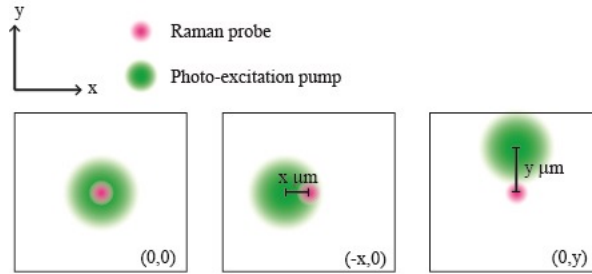 y
x
Raman probe
Photo-excitation pump
x μm
y μm
(0,0)
(-x,0)
(0,y)